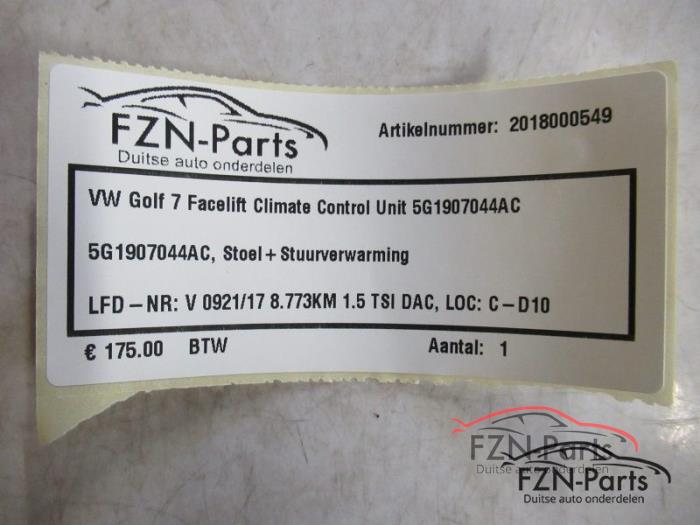 FZN-Parts
Duitse auto onderdelen
Artikelnummer: 2018000549
VW Golf 7 Facelift Climate Control Unit 5G1907044AC
5G1907044AC, Stoel + Stuurverwarming
LFD-NR: V 0921/17 8.773KM 1.5 TSI DAC, LOC: C-D10
€ 175.00 BTW Aantal: 1
FZN-Parts
Duitse auto onderdelen
FZN-Parts
Duitse auto onderdelen